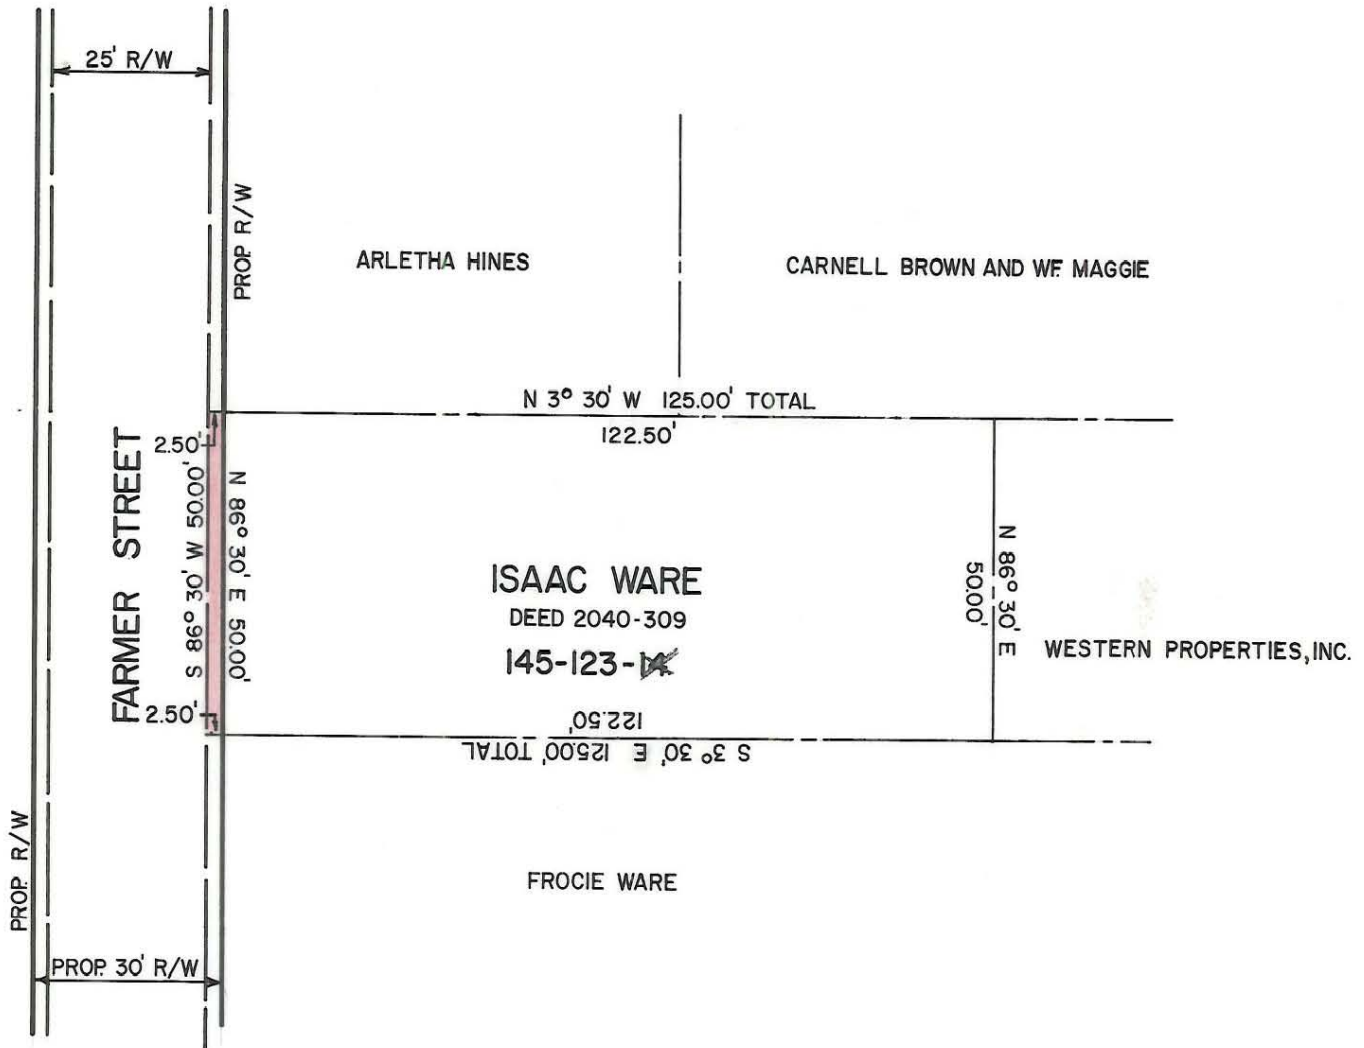 25' R/W
PROP. R/W
ARLETHA HINES
CARNELL BROWN AND WF. MAGGIE
N 3° 30' W 125.00' TOTAL
122.50'
2.50'
FARMER STREET
S 86° 30' W 50.00'
N 86° 30' E 50.00'
ISAAC WARE
DEED 2040-309
145-123-
N 86° 30' E
50.00'
WESTERN PROPERTIES, INC.
2.50'
122.50'
S 3° 30' E 125.00' TOTAL
PROP. R/W
FROCIE WARE
PROP. 30' R/W